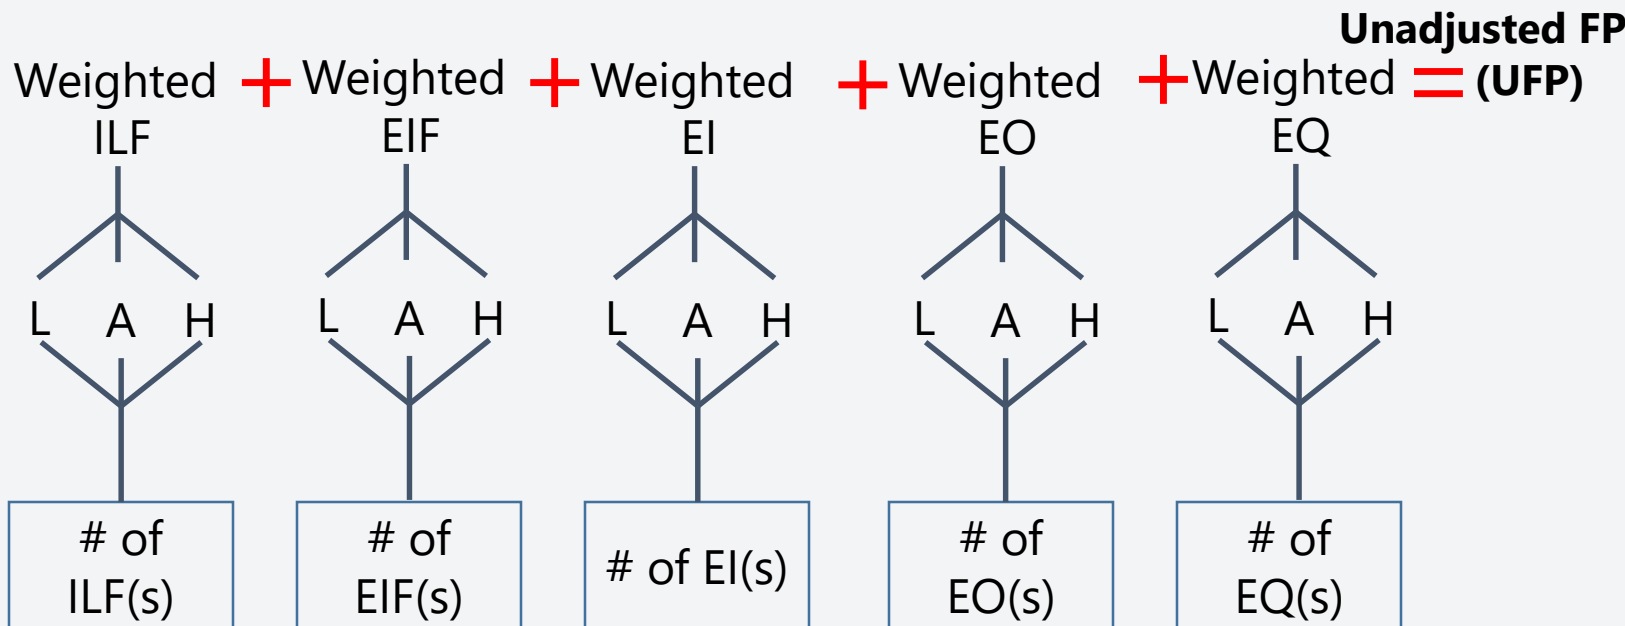 Unadjusted FP
Weighted + Weighted + Weighted + Weighted + Weighted = (UFP)
ILF EIF EI EO EQ
L A H L A H L A H L A H L A H
# of # of # of EI(s) # of # of
ILF(s) EIF(s) EO(s) EQ(s)